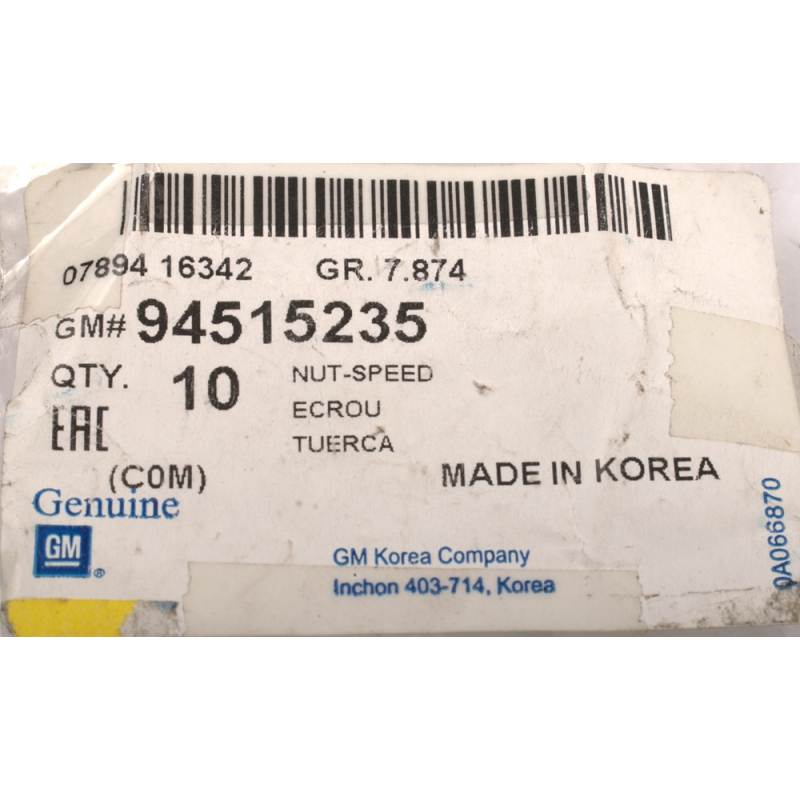 07894 16342 GR. 7.874
GM# 94515235
QTY. 10 NUT-SPEED
ECROU
EAC
TUERCA
(COM) MADE IN KOREA
Genuine
GM ®
GM Korea Company
Inchon 403-714, Korea
0A066870